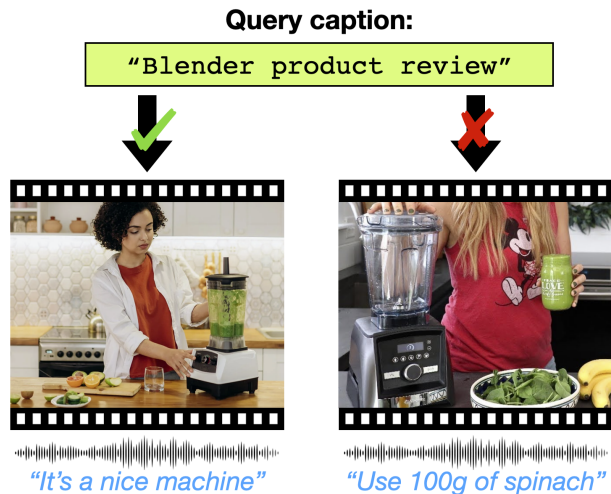 Query caption:
“Blender product review”
“It’s a nice machine”
“Use 100g of spinach”